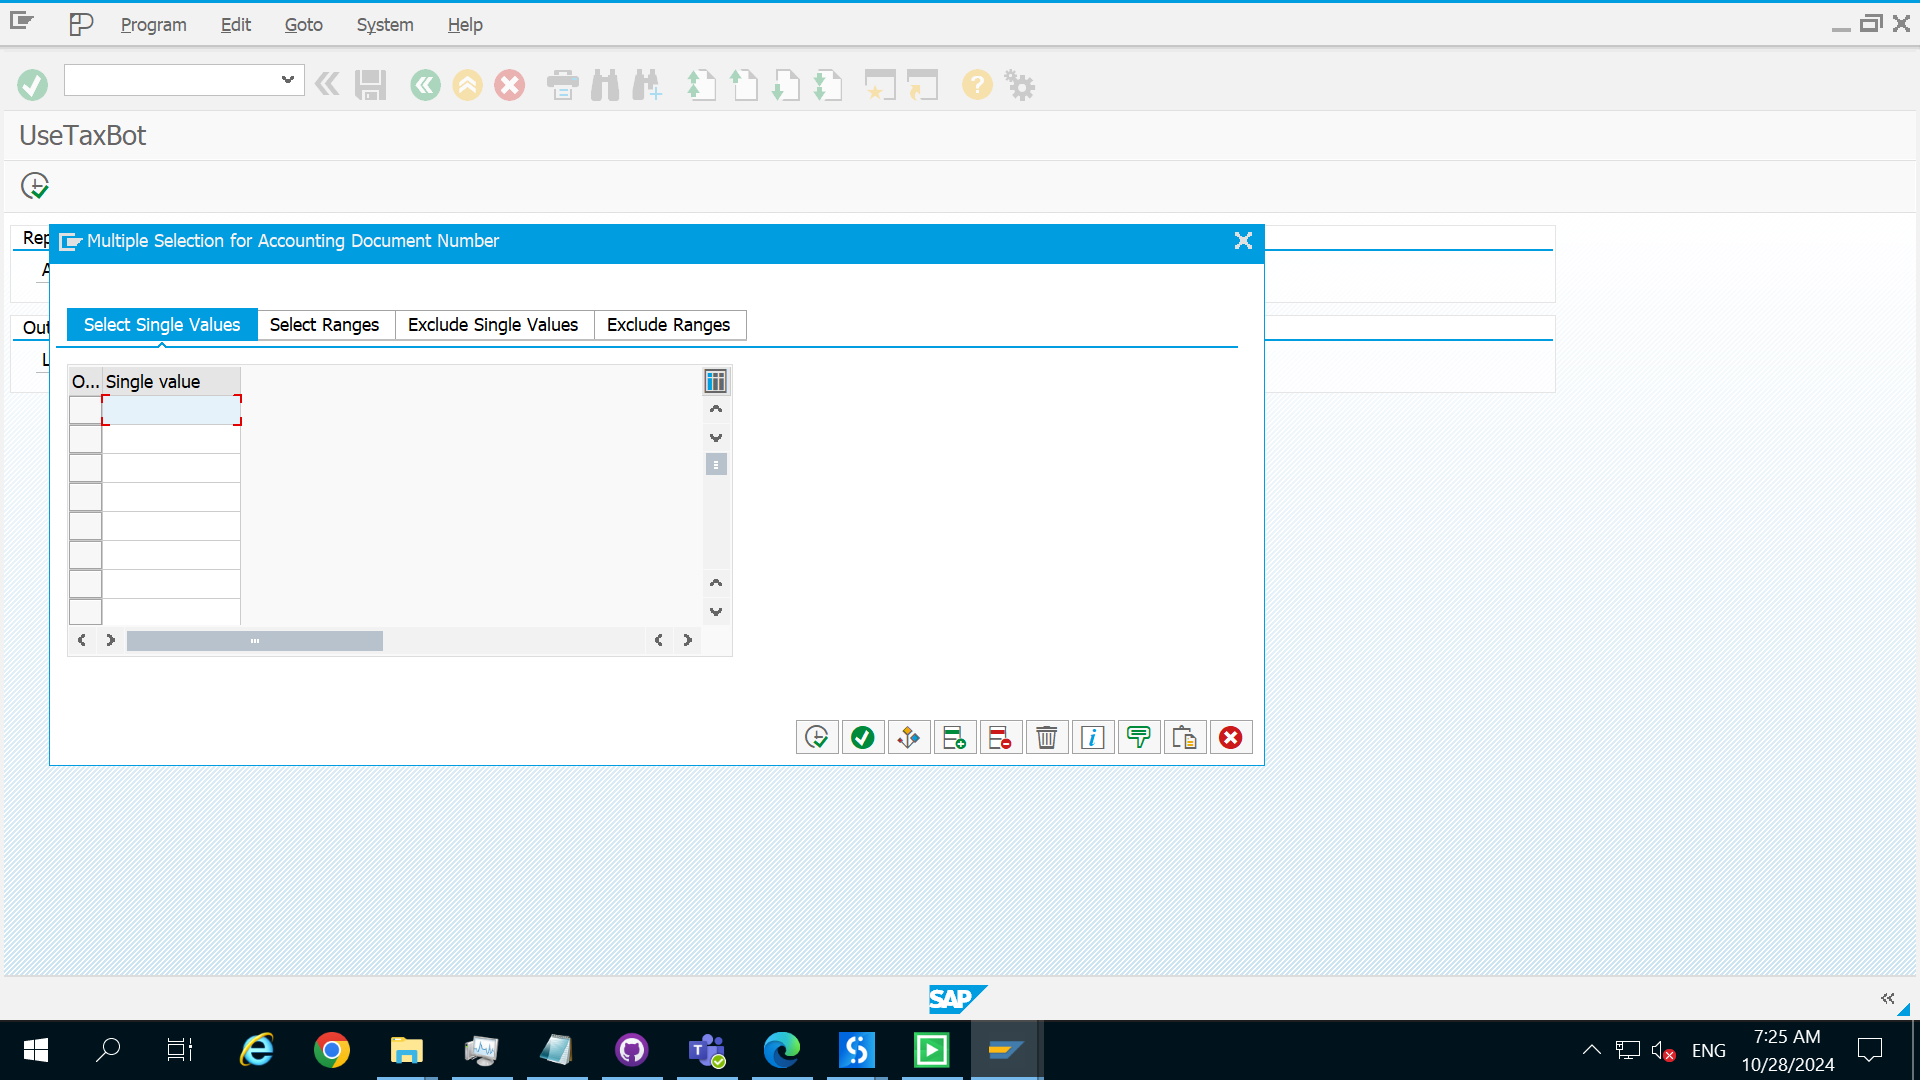 Program Edit Goto System Help
UseTaxBot
Rep
A
Out
L
Multiple Selection for Accounting Document Number
Select Single Values Select Ranges Exclude Single Values Exclude Ranges
O... Single value
SAP
ENG
7:25 AM
10/28/2024